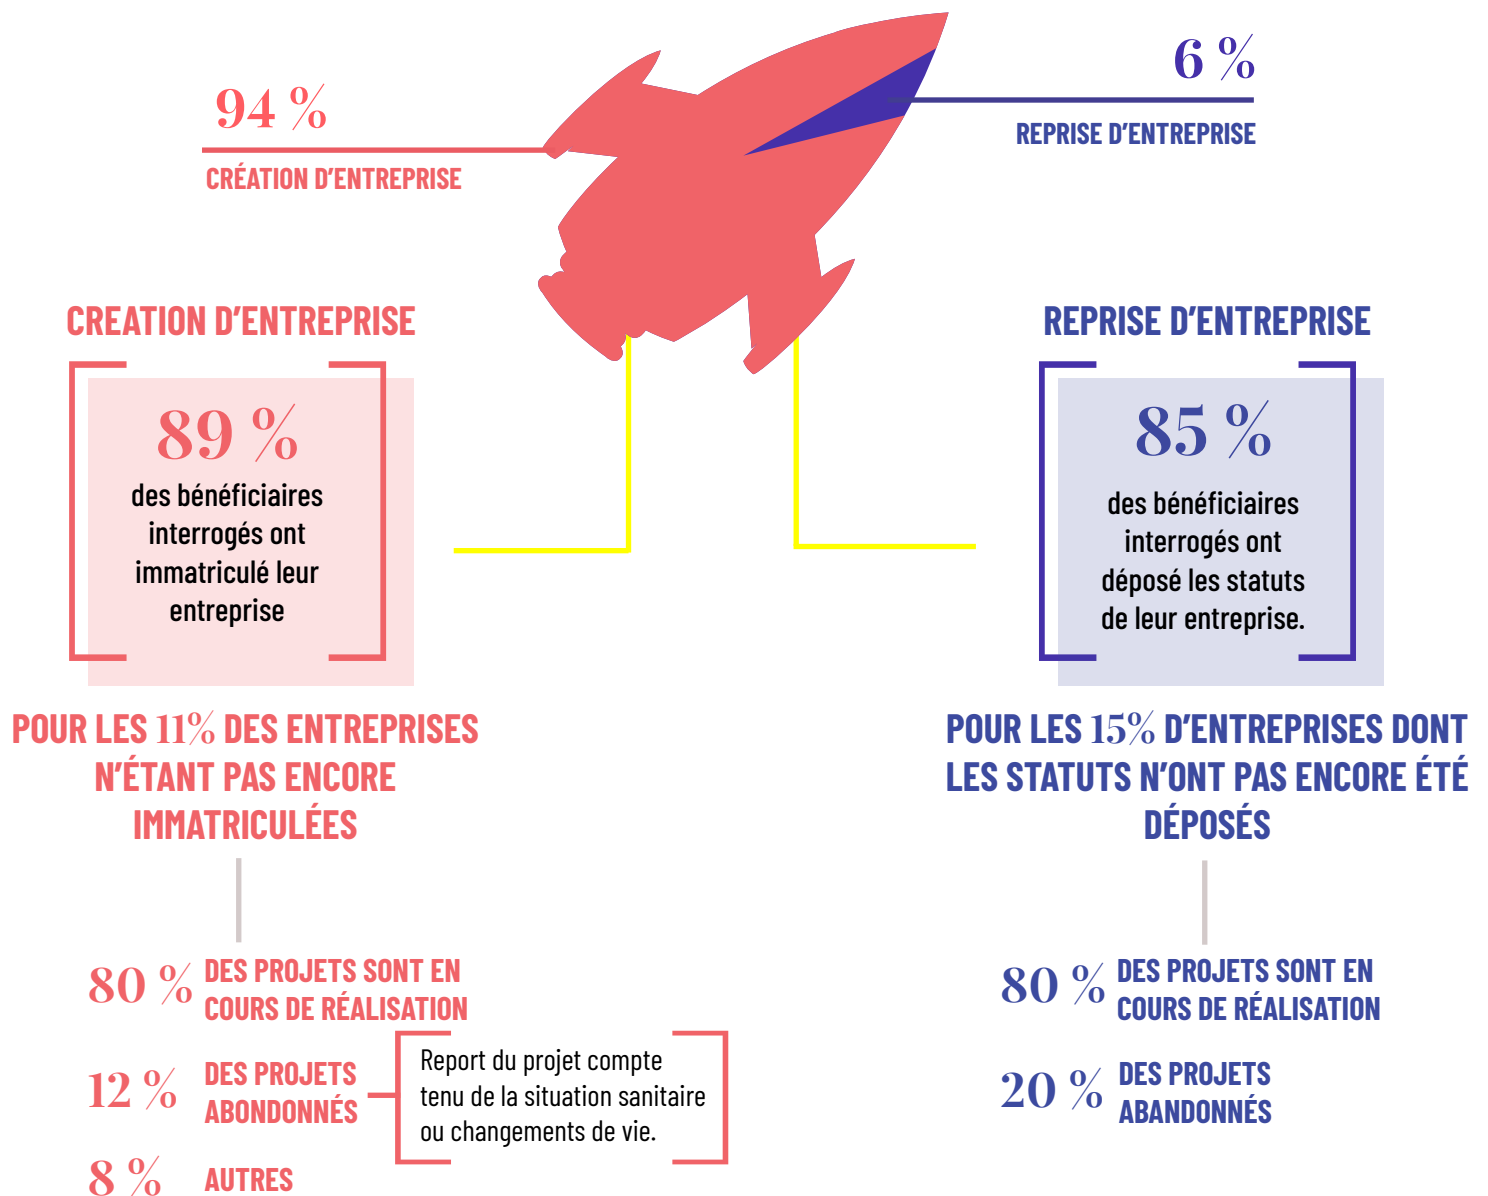 94 %
CRÉATION D'ENTREPRISE
6 %
REPRISE D'ENTREPRISE
CREATION D'ENTREPRISE
89 %
des bénéficiaires
interrogés ont
immatriculé leur
entreprise
POUR LES 11% DES ENTREPRISES
N'ÉTANT PAS ENCORE
IMMATRICULÉES
80 %
DES PROJETS SONT EN
COURS DE RÉALISATION
12 %
DES PROJETS
ABONDONNÉS
Report du projet compte
tenu de la situation sanitaire
ou changements de vie.
8 %
AUTRES
REPRISE D'ENTREPRISE
85 %
des bénéficiaires
interrogés ont
déposé les statuts
de leur entreprise.
POUR LES 15% D'ENTREPRISES DONT
LES STATUTS N'ONT PAS ENCORE ÉTÉ
DÉPOSÉS
80 %
DES PROJETS SONT EN
COURS DE RÉALISATION
20 %
DES PROJETS
ABANDONNÉS